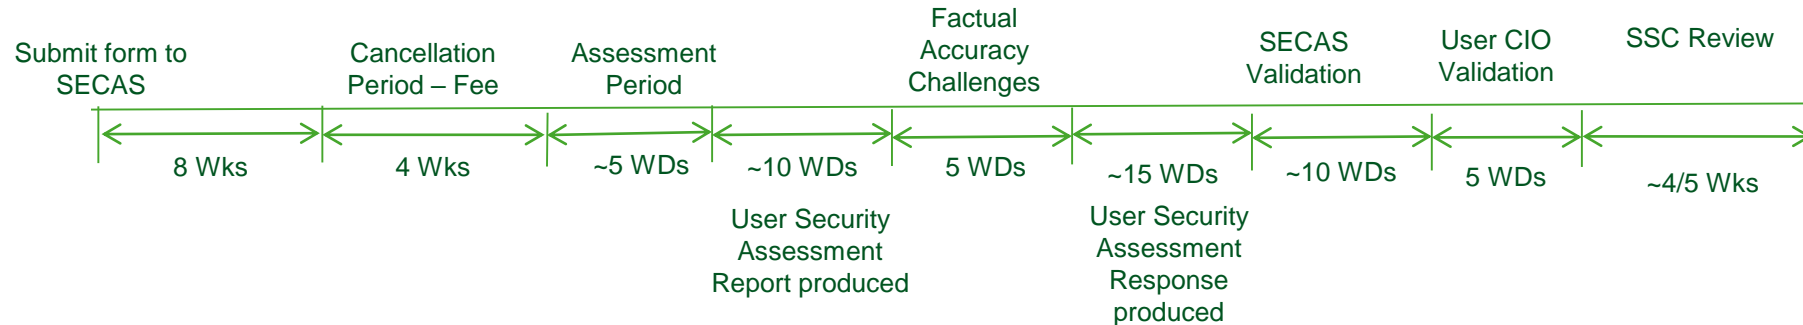 Submit form to
SECAS
Cancellation
Period – Fee
Assessment
Period
Factual
Accuracy
Challenges
SECAS
Validation
User CIO
Validation
SSC Review
8 Wks
4 Wks
~5 WDs
~10 WDs
5 WDs
~15 WDs
~10 WDs
5 WDs
~4/5 Wks
User Security
Assessment
Report produced
User Security
Assessment
Response
produced